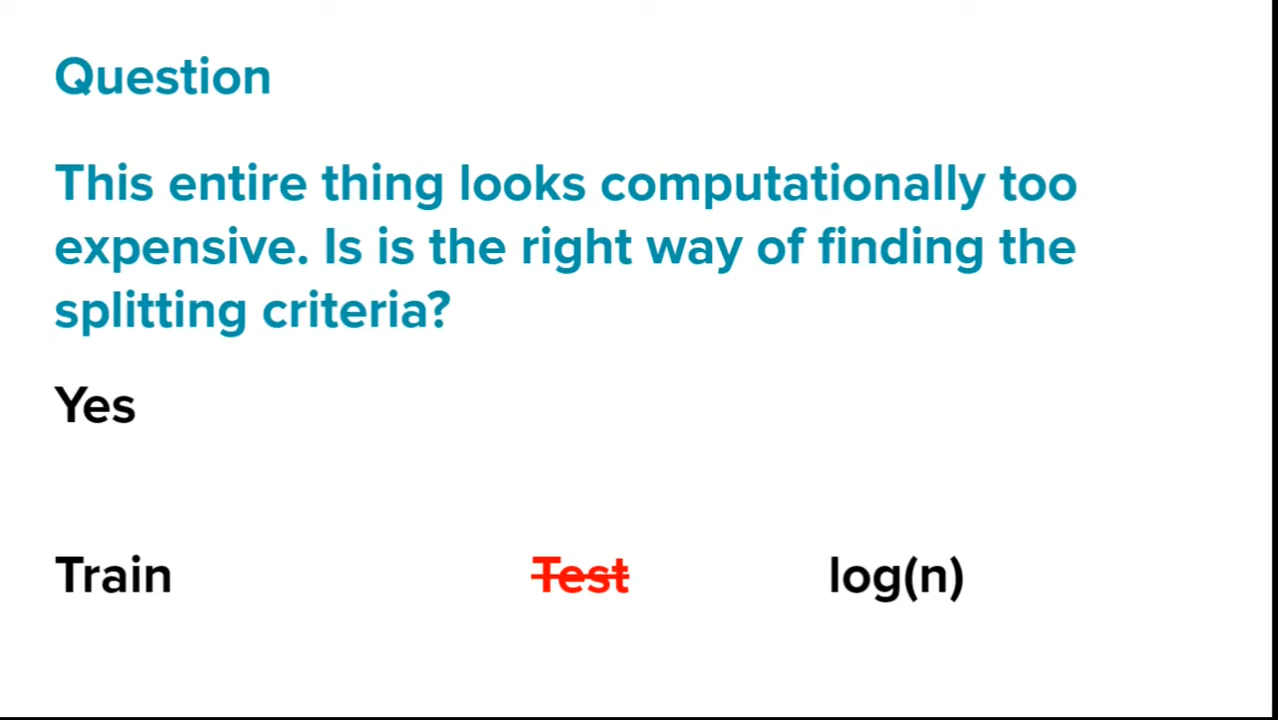 Question
This entire thing looks computationally too
expensive. Is is the right way of finding the
splitting criteria?
Yes
Train Test log(n)